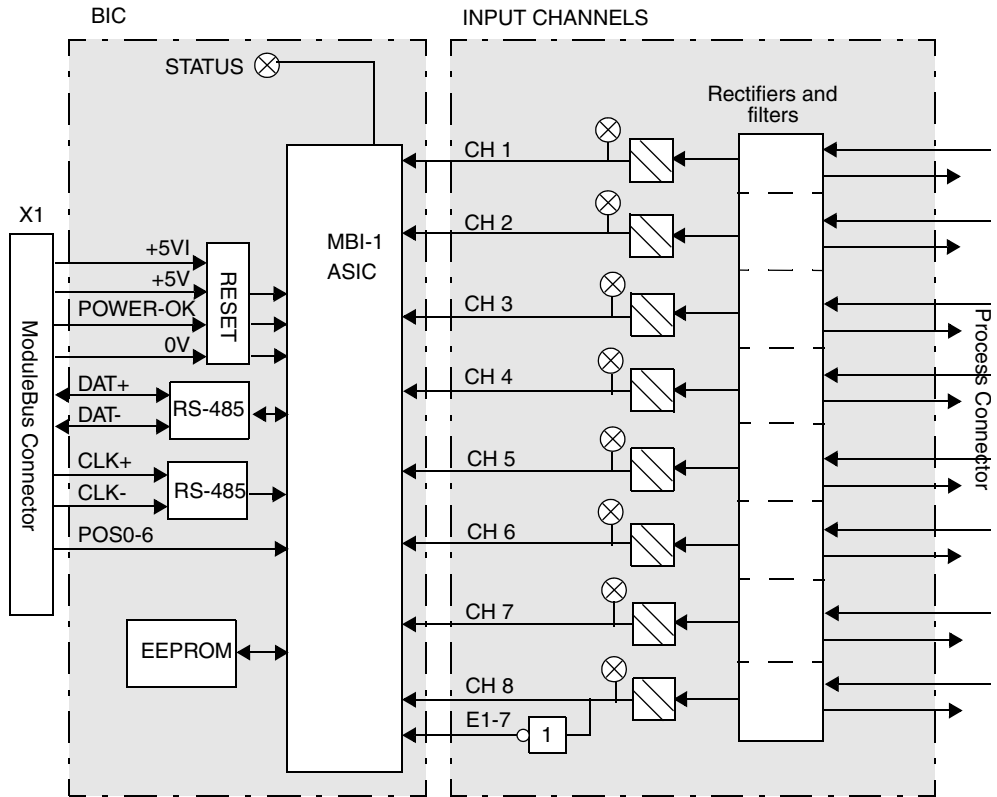 BIC
INPUT CHANNELS
STATUS
Rectifiers and
filters
CH 1
X1
CH 2
MBI-1
ASIC
+5VI
+5V
POWER-OK
0V
RESET
CH 3
ModuleBus Connector
Process Connector
DAT+
DAT-
RS-485
CH 4
CLK+
CLK-
RS-485
CH 5
POS0-6
CH 6
EEPROM
CH 7
CH 8
E1-7
1